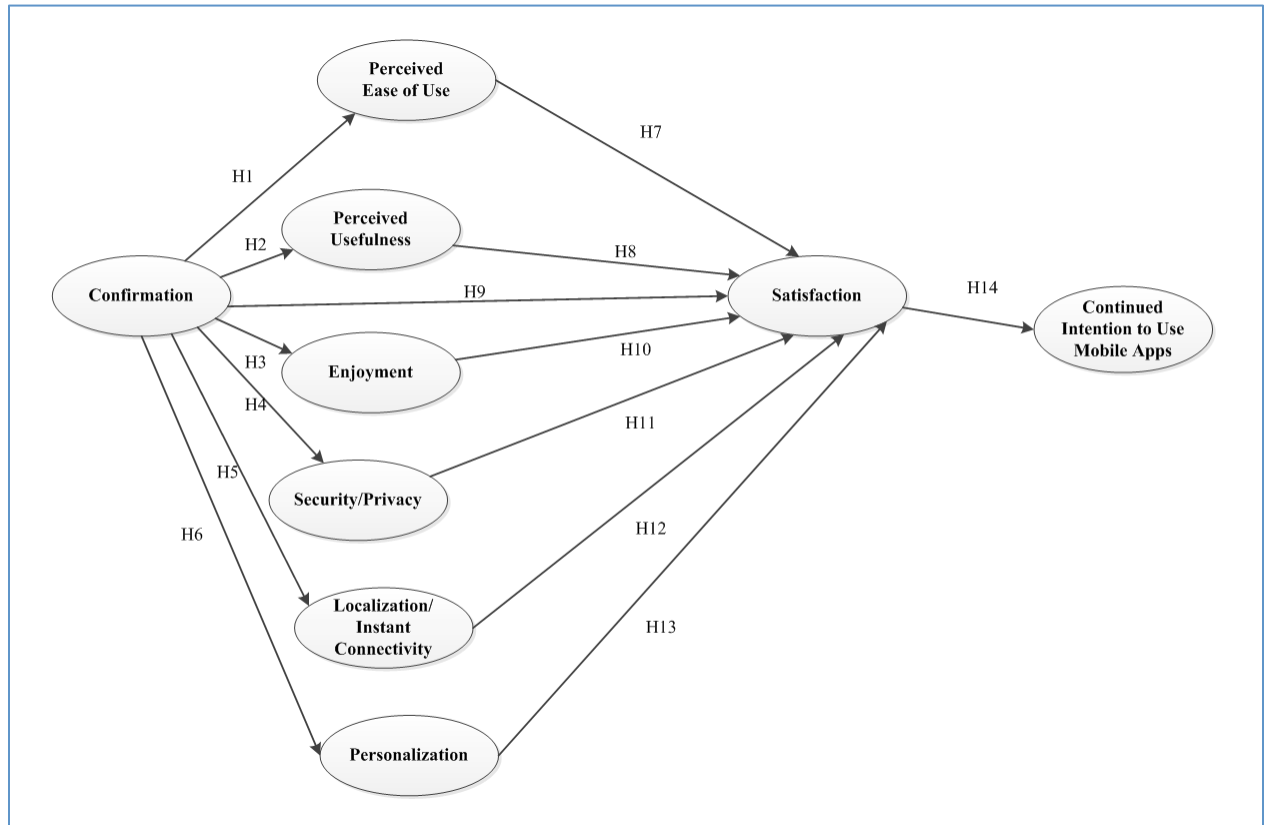 Perceived
Ease of Use
H7
H1
Perceived
Usefulness
H2
H8
Confirmation
H9
Satisfaction
H14
Continued
Intention to Use
Mobile Apps
H3
Enjoyment
H10
H4
H11
H5
Security/Privacy
H12
H6
Localization/
Instant
Connectivity
H13
Personalization